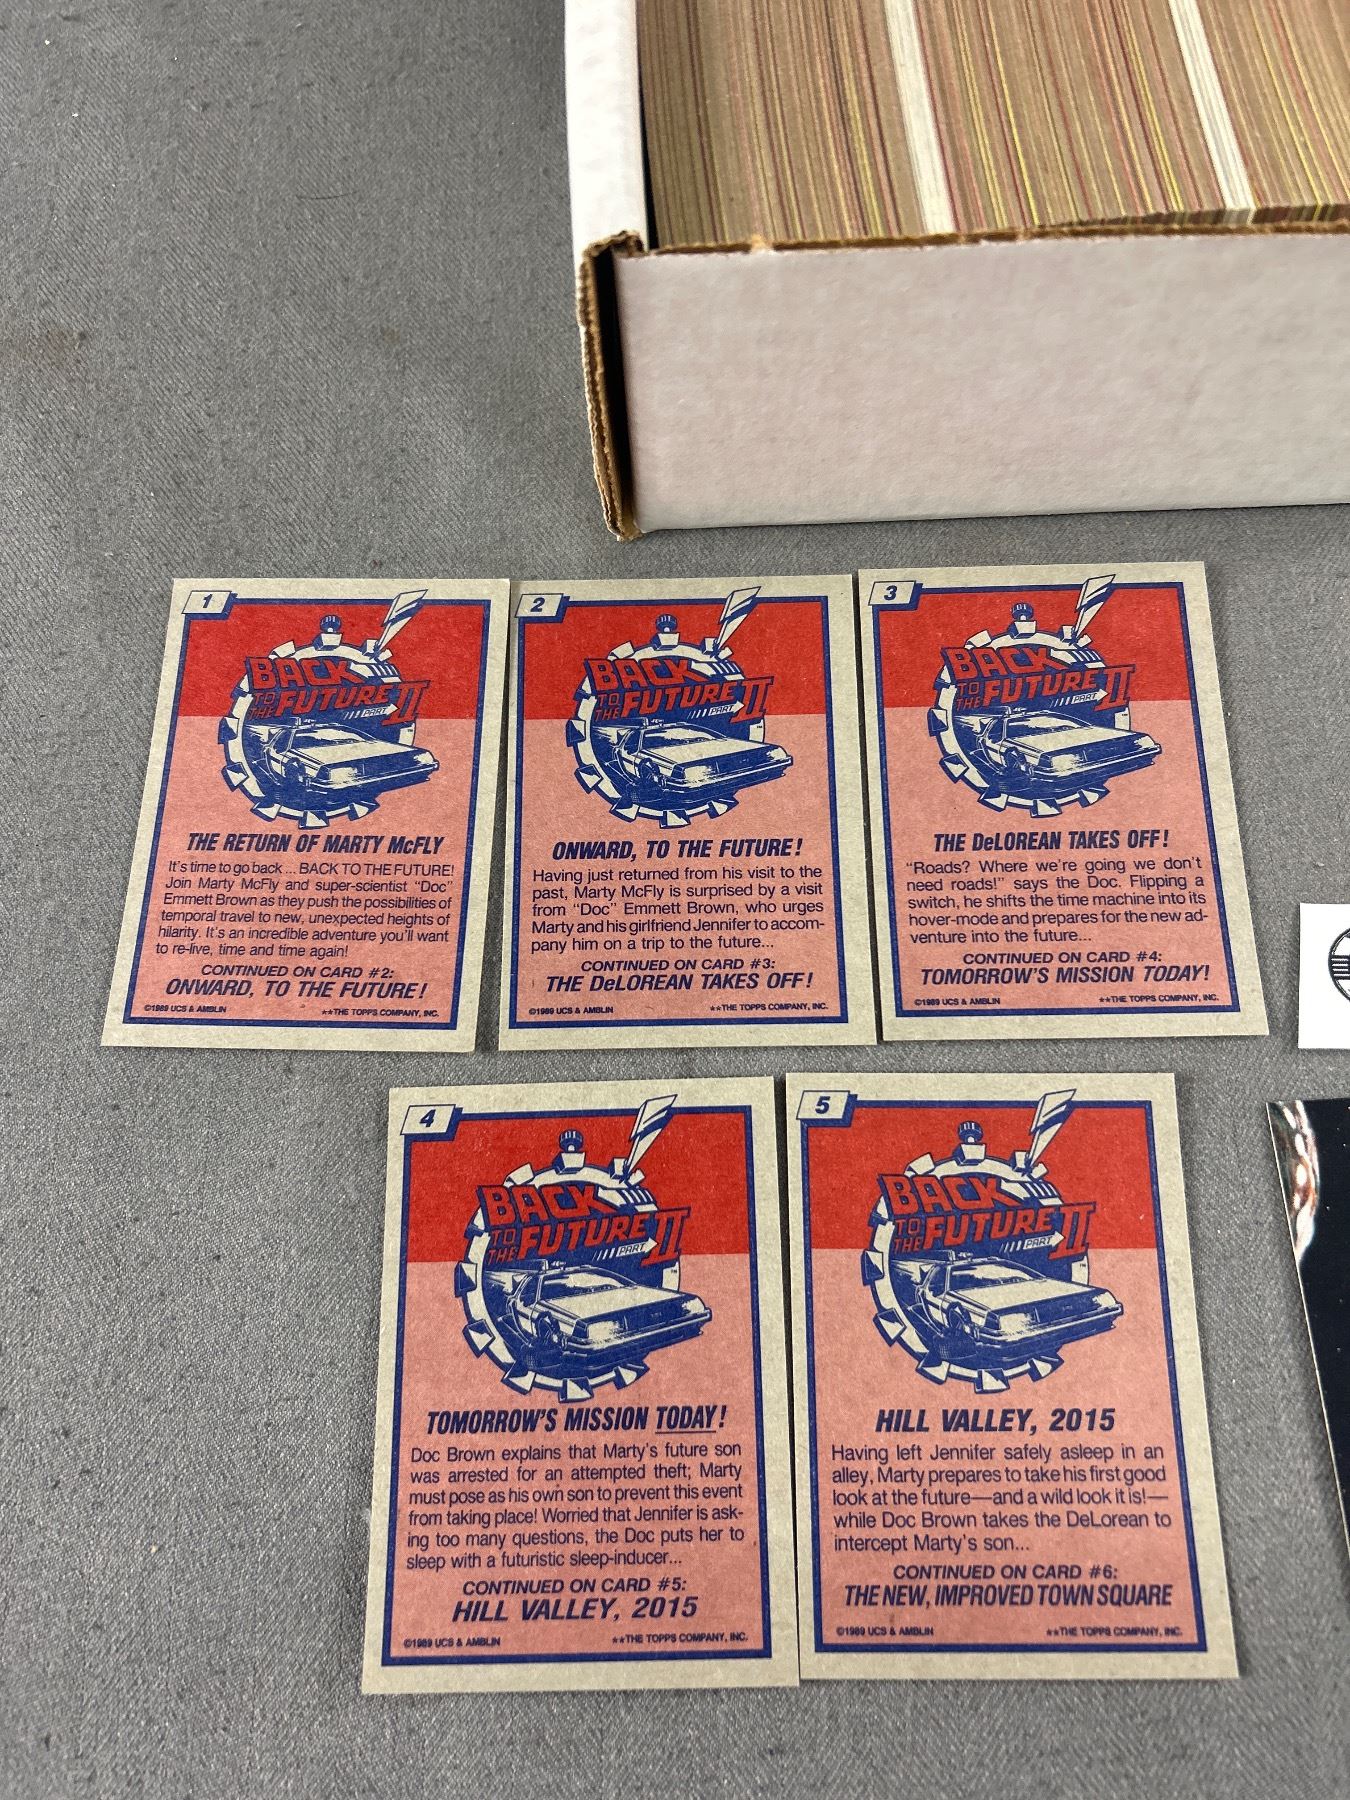 1
BACK
TO THE FUTURE
PART II
THE RETURN OF MARTY McFLY
It's time to go back ... BACK TO THE FUTURE!
Join Marty McFly and super-scientist "Doc"
Emmett Brown as they push the possibilities of
temporal travel to new, unexpected heights of
hilarity. It's an incredible adventure you'll want
to re-live, time and time again!
CONTINUED ON CARD #2:
ONWARD, TO THE FUTURE!
©1989 UCS & AMBLIN ★★THE TOPPS COMPANY, INC.
2
BACK
TO THE FUTURE
PART II
ONWARD, TO THE FUTURE!
Having just returned from his visit to the
past, Marty McFly is surprised by a visit
from "Doc" Emmett Brown, who urges
Marty and his girlfriend Jennifer to accom-
pany him on a trip to the future...
CONTINUED ON CARD #3:
THE DeLOREAN TAKES OFF!
©1989 UCS & AMBLIN ★★THE TOPPS COMPANY, INC.
3
BACK
TO THE FUTURE
PART II
THE DeLOREAN TAKES OFF!
"Roads? Where we're going we don't
need roads!" says the Doc. Flipping a
switch, he shifts the time machine into its
hover-mode and prepares for the new ad-
venture into the future...
CONTINUED ON CARD #4:
TOMORROW'S MISSION TODAY!
©1989 UCS & AMBLIN ★★THE TOPPS COMPANY, INC.
4
BACK
TO THE FUTURE
PART II
TM
TOMORROW'S MISSION TODAY!
Doc Brown explains that Marty's future son
was arrested for an attempted theft; Marty
must pose as his own son to prevent this event
from taking place! Worried that Jennifer is ask-
ing too many questions, the Doc puts her to
sleep with a futuristic sleep-inducer...
CONTINUED ON CARD #5:
HILL VALLEY, 2015
©1989 UCS & AMBLIN ★★THE TOPPS COMPANY, INC.
5
BACK
TO THE FUTURE
PART II
TM
HILL VALLEY, 2015
Having left Jennifer safely asleep in an
alley, Marty prepares to take his first good
look at the future—and a wild look it is!—
while Doc Brown takes the DeLorean to
intercept Marty's son...
CONTINUED ON CARD #6:
THE NEW, IMPROVED TOWN SQUARE
©1989 UCS & AMBLIN ★★THE TOPPS COMPANY, INC.